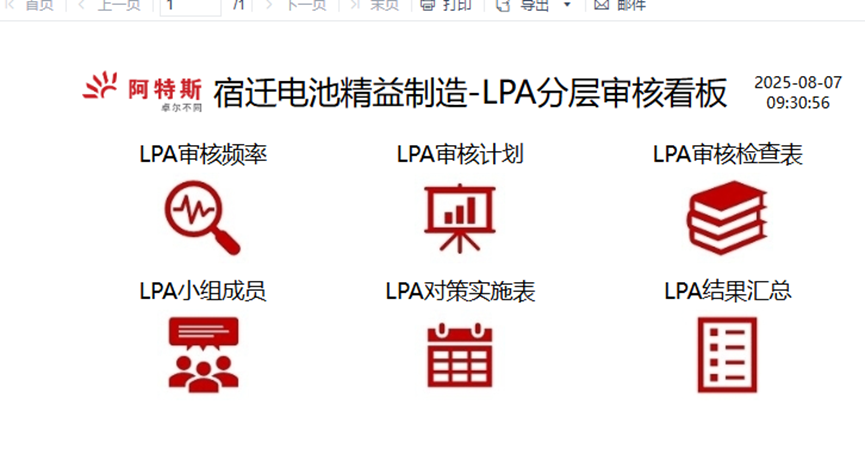 首页 上一页 1 /1 下一页 末页 打印 导出 邮件
阿特斯
卓尔不同
宿迁电池精益制造-LPA分层审核看板
2025-08-07
09:30:56
LPA审核频率 LPA审核计划 LPA审核检查表
LPA小组成员 LPA对策实施表 LPA结果汇总